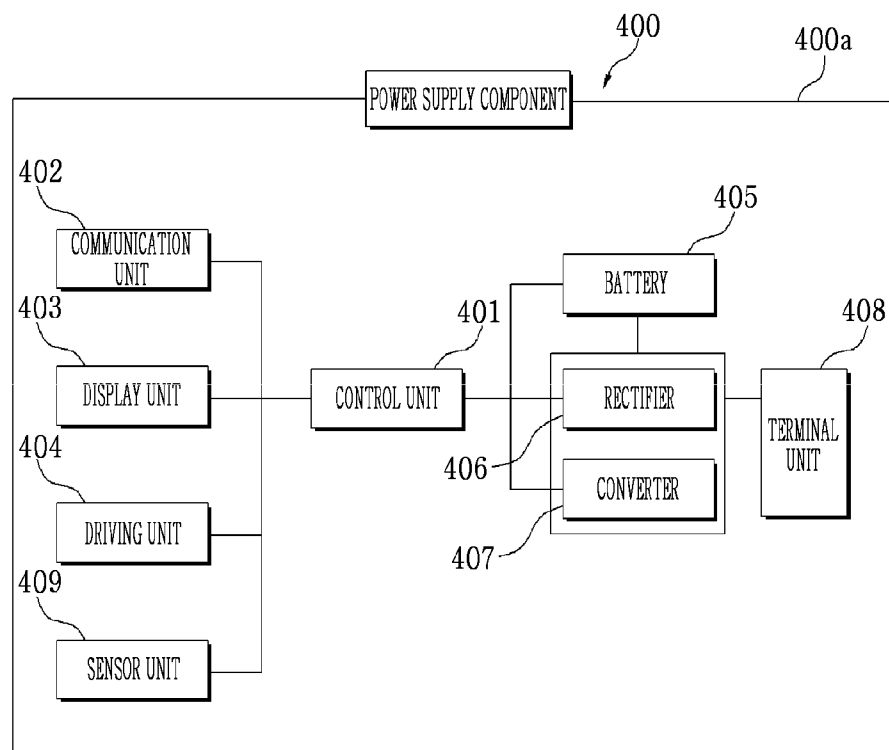 400
400a
POWER SUPPLY COMPONENT
402
COMMUNICATION
UNIT
405
BATTERY
403
DISPLAY UNIT
401
CONTROL UNIT
408
TERMINAL
UNIT
RECTIFIER
406
404
DRIVING UNIT
CONVERTER
407
409
SENSOR UNIT